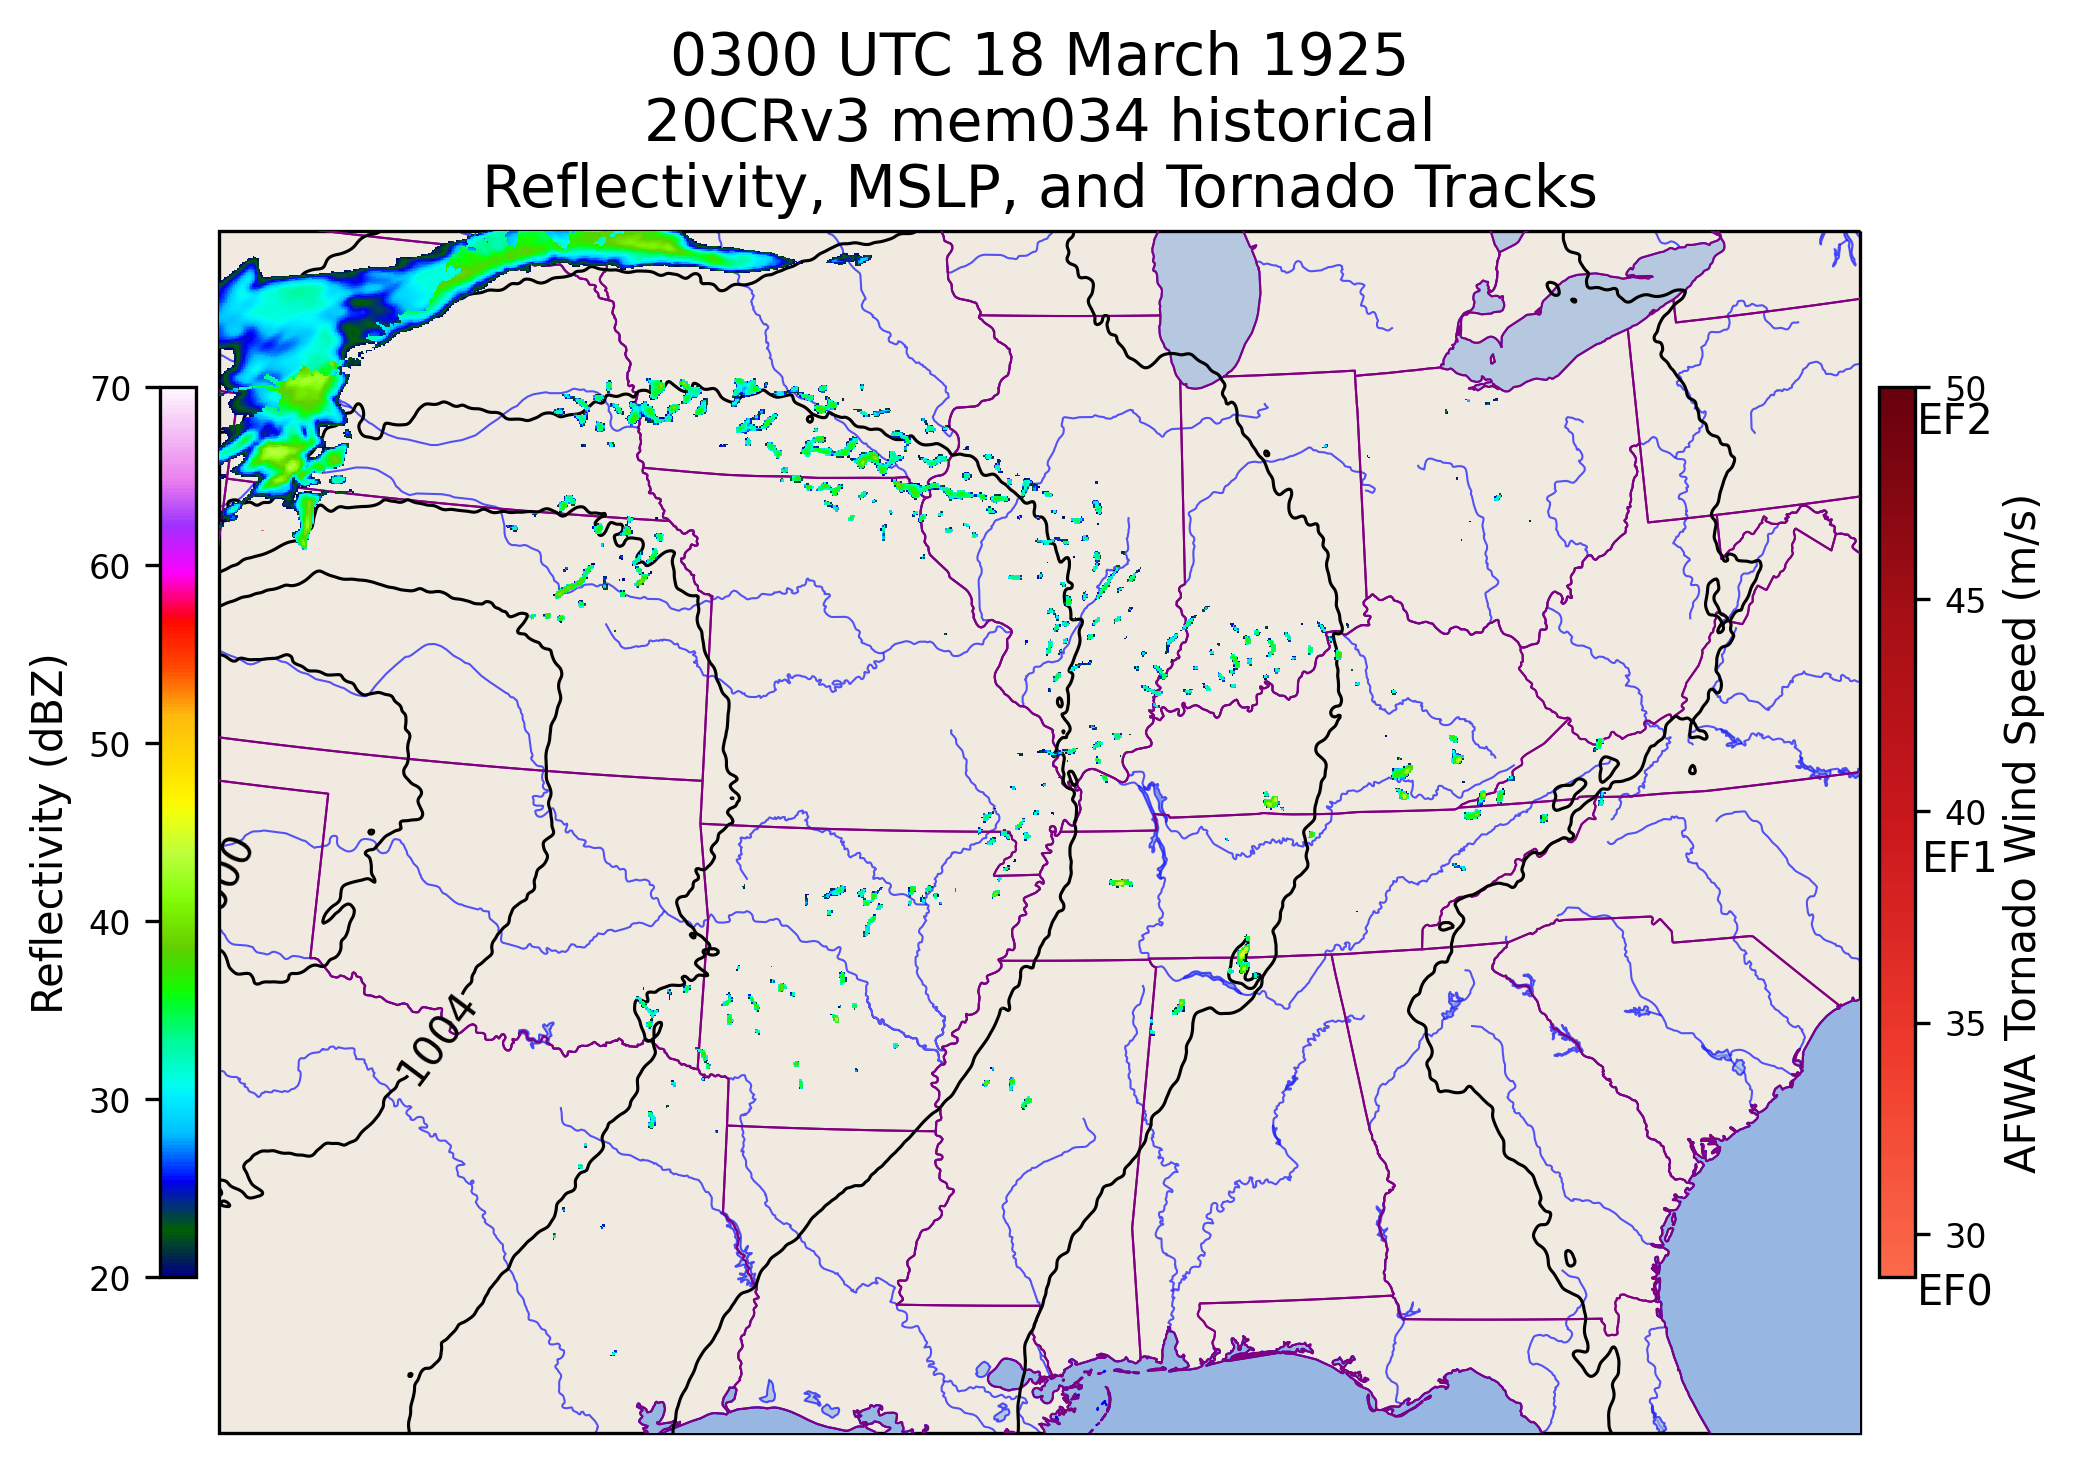 0300 UTC 18 March 1925
20CRv3 mem034 historical
Reflectivity, MSLP, and Tornado Tracks
70
60
50
40
30
20
Reflectivity (dBZ)
1004
50
EF2
45
40
EF1
35
30
EF0
AFWA Tornado Wind Speed (m/s)